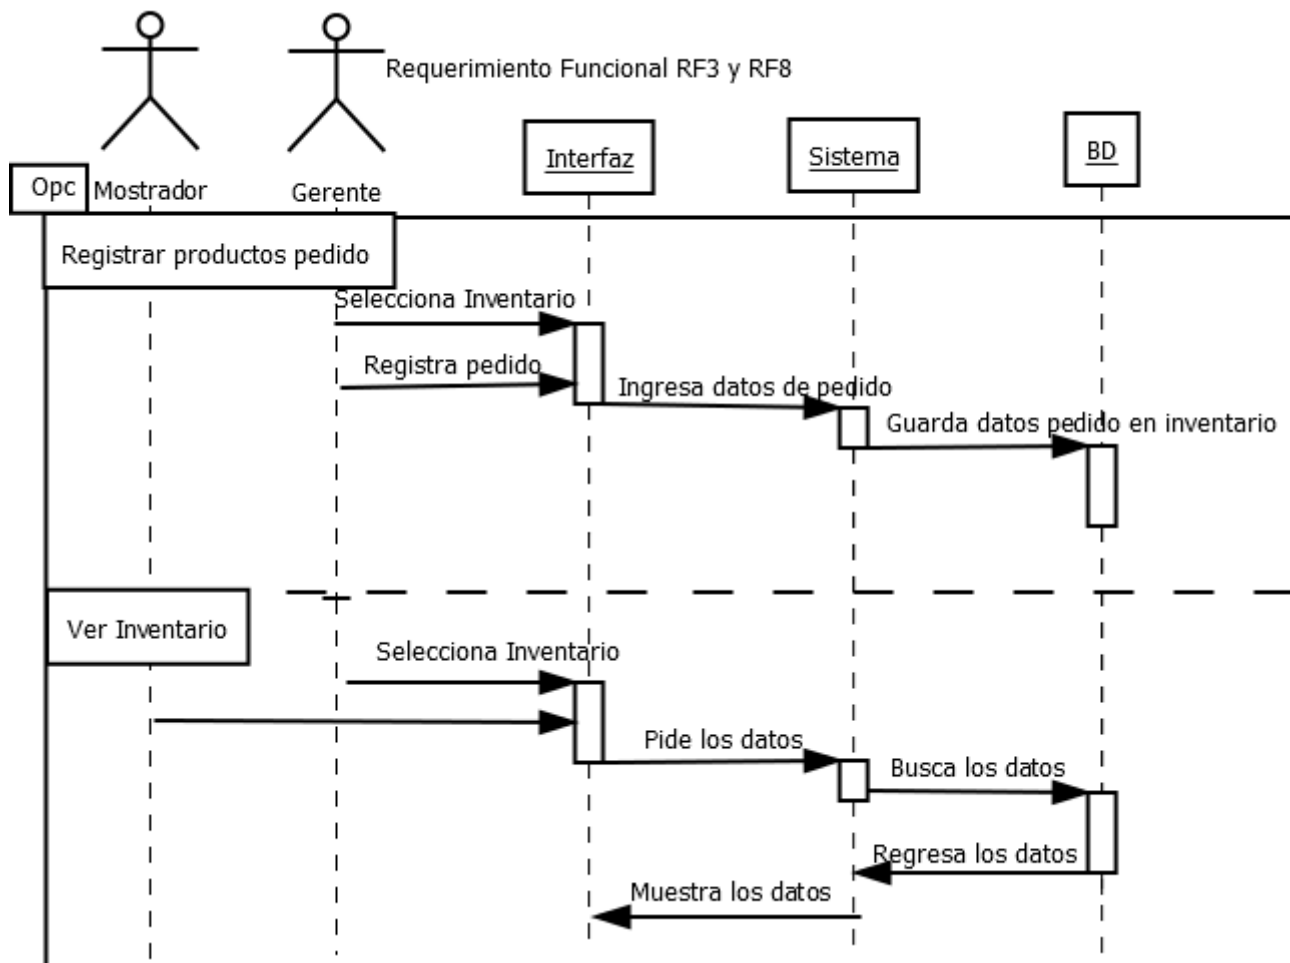 Requerimiento Funcional RF3 y RF8
Interfaz
Sistema
BD
Opc
Mostrador
Gerente
Registrar productos pedido
Selecciona Inventario
Registra pedido
Ingresa datos de pedido
Guarda datos pedido en inventario
Ver Inventario
Selecciona Inventario
Pide los datos
Busca los datos
Regresa los datos
Muestra los datos